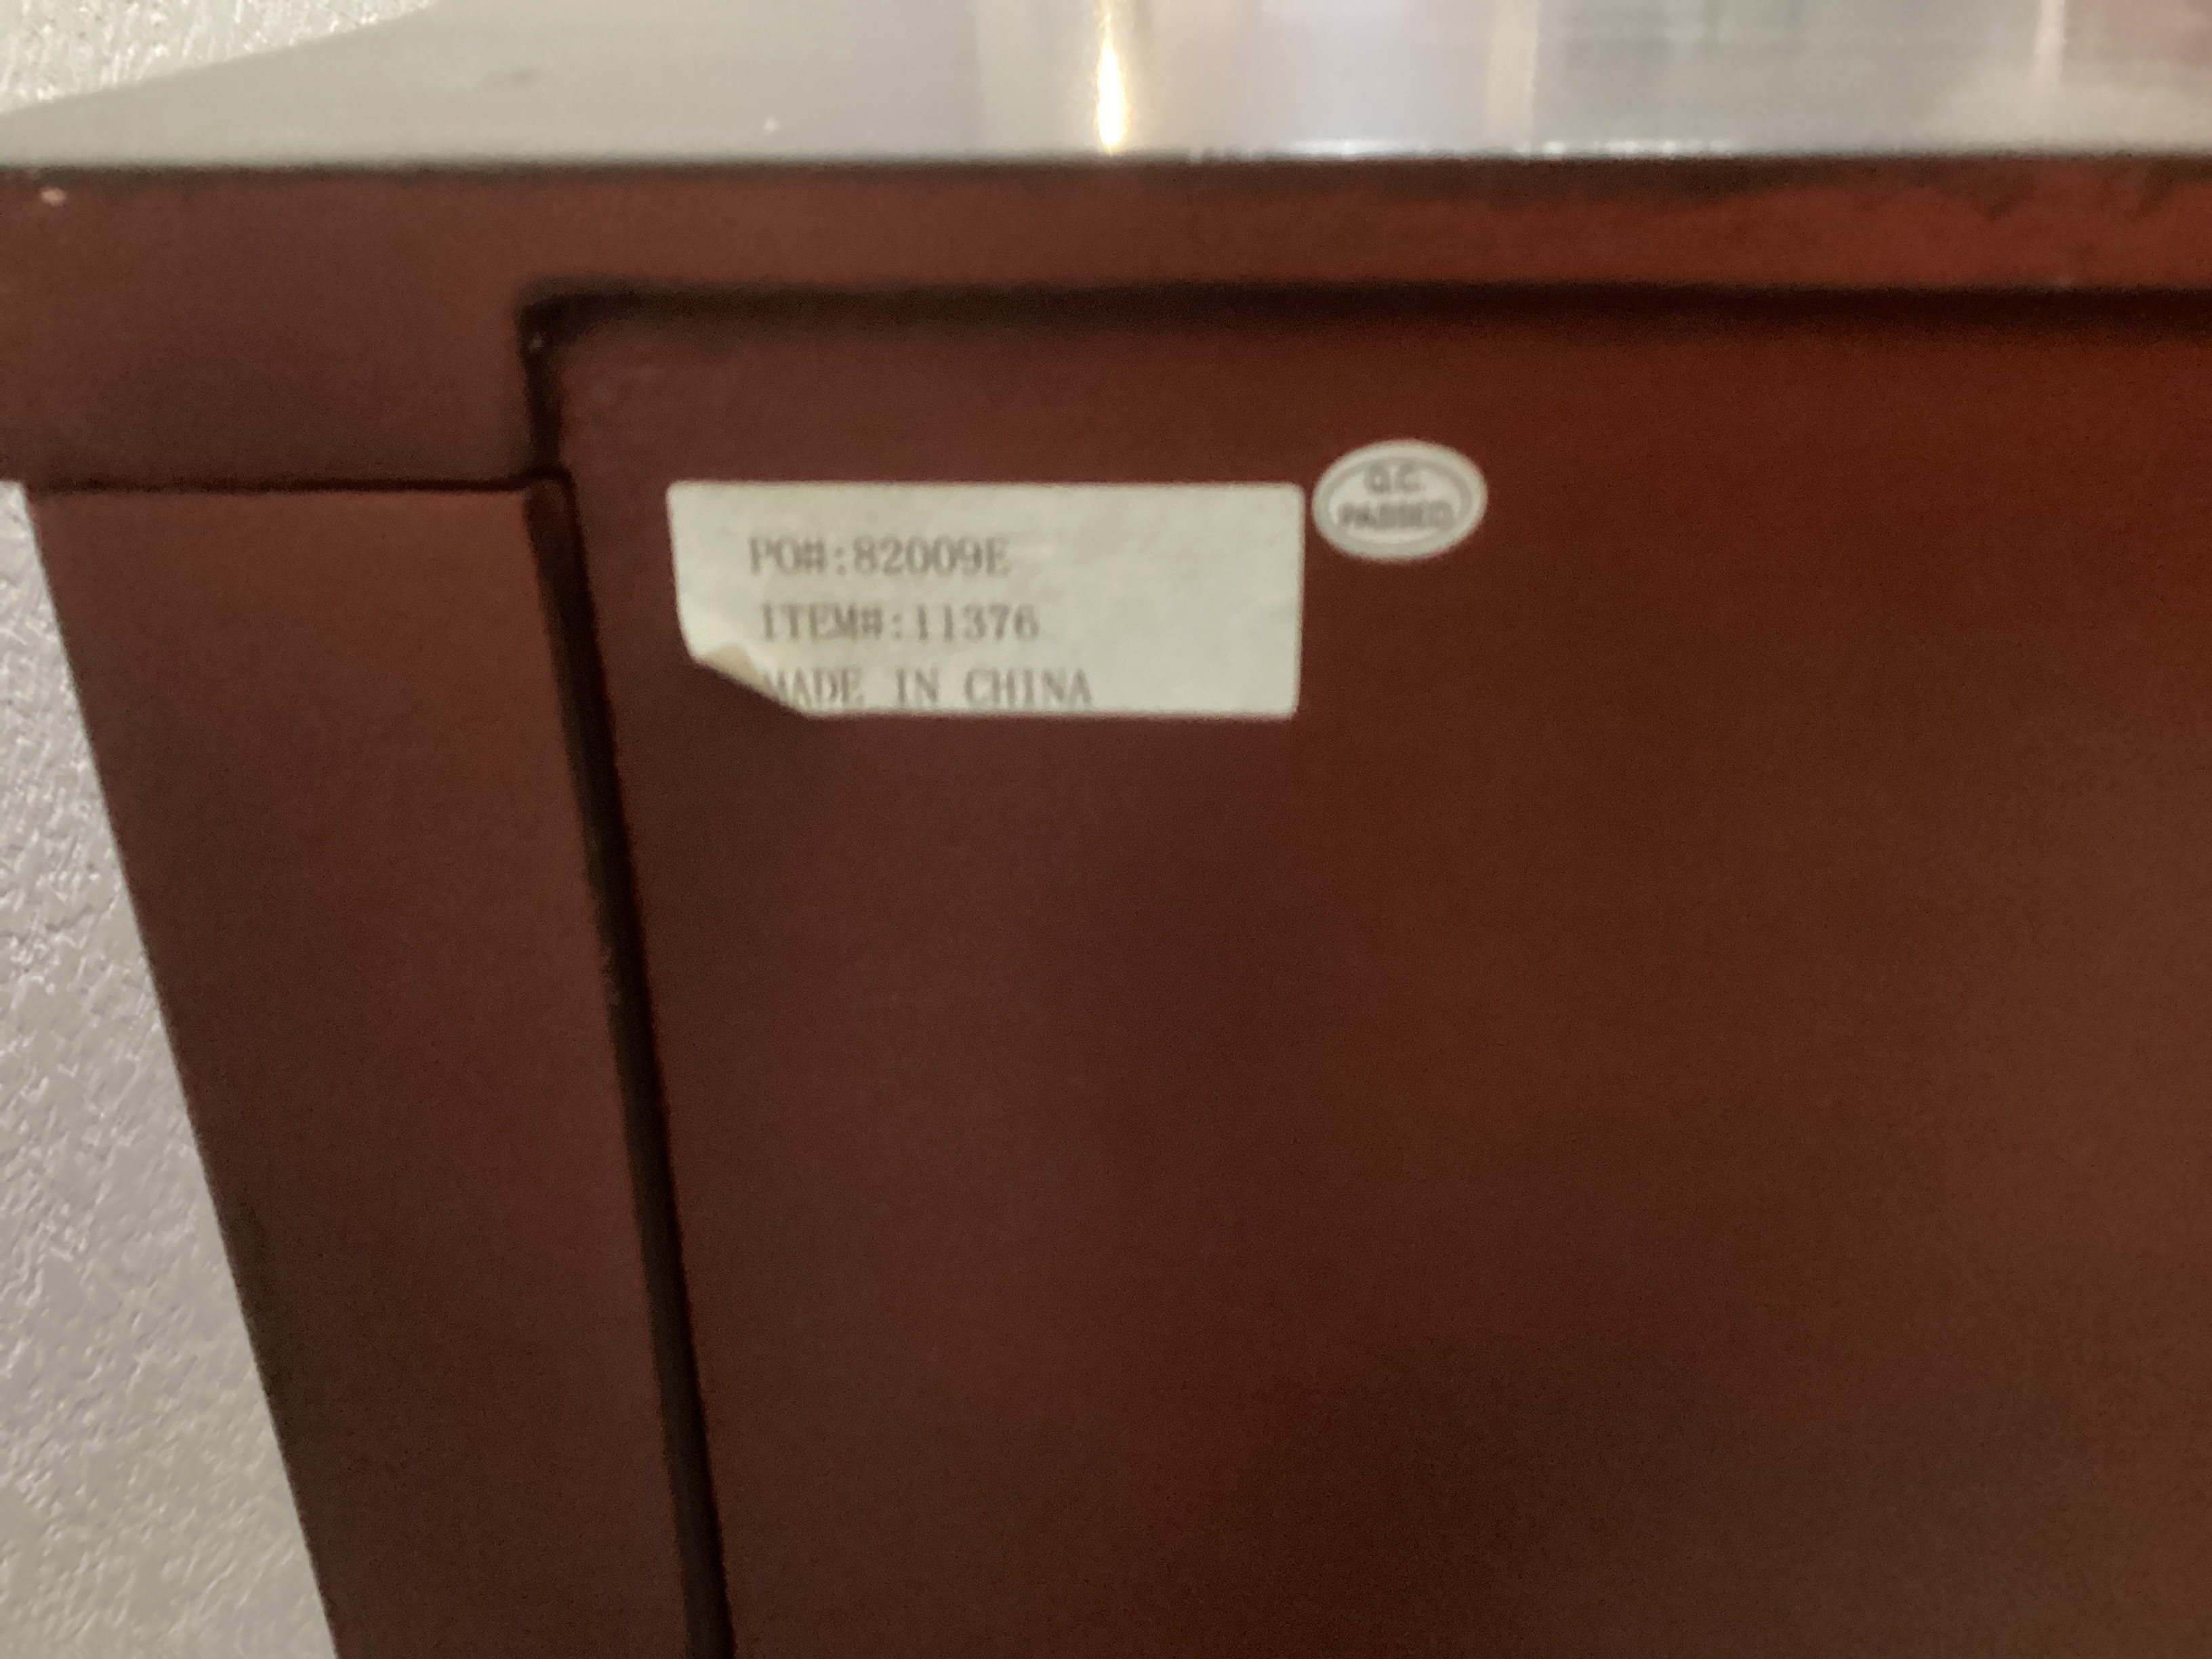 PO#:82009E
ITEM#:11376
MADE IN CHINA
Q.C.
PASSED